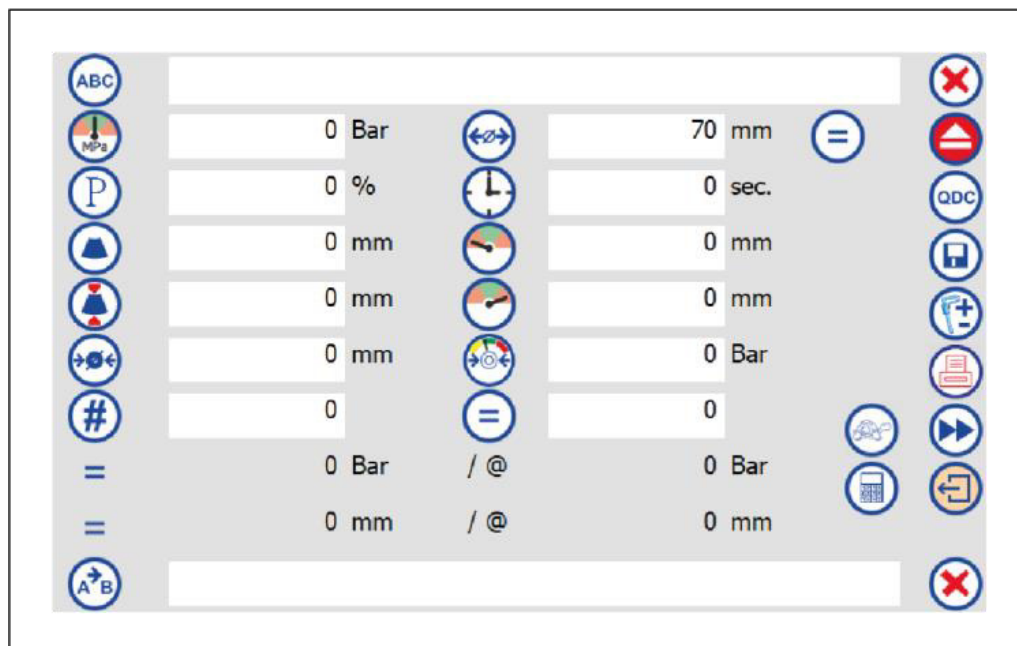 ABC
MPa 0 Bar 70 mm =
P 0 % 0 sec. QDC
0 mm 0 mm
0 mm 0 mm + -
0 mm 0 Bar
# 0 = 0
= 0 Bar / @ 0 Bar
= 0 mm / @ 0 mm
A B